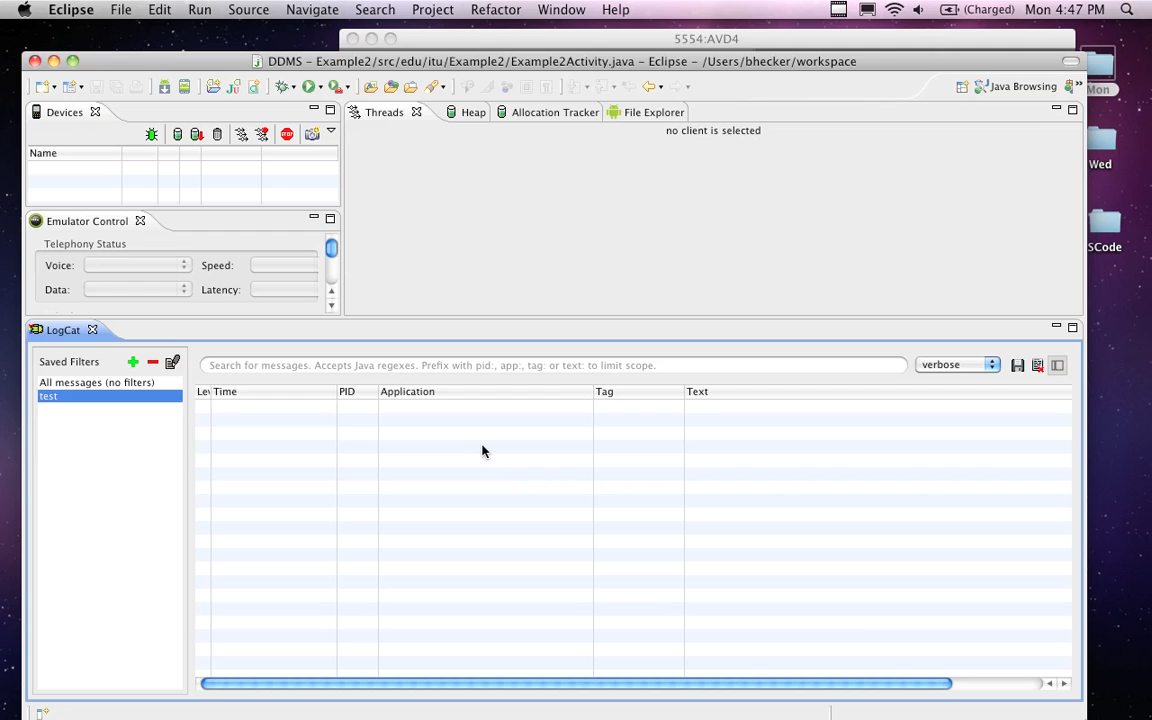 Eclipse File Edit Run Source Navigate Search Project Refactor Window Help (Charged) Mon 4:47 PM
5554:AVD4
DDMS – Example2/src/edu/itu/Example2/Example2Activity.java – Eclipse – /Users/bhecker/workspace
Java Browsing
Mon
Devices
Threads Heap Allocation Tracker File Explorer
no client is selected
Name
Wed
Emulator Control
Telephony Status
Voice: Speed:
Data: Latency:
SCode
LogCat
Saved Filters
Search for messages. Accepts Java regexes. Prefix with pid:, app:, tag: or text: to limit scope.
verbose
All messages (no filters)
test
Lev Time PID Application Tag Text